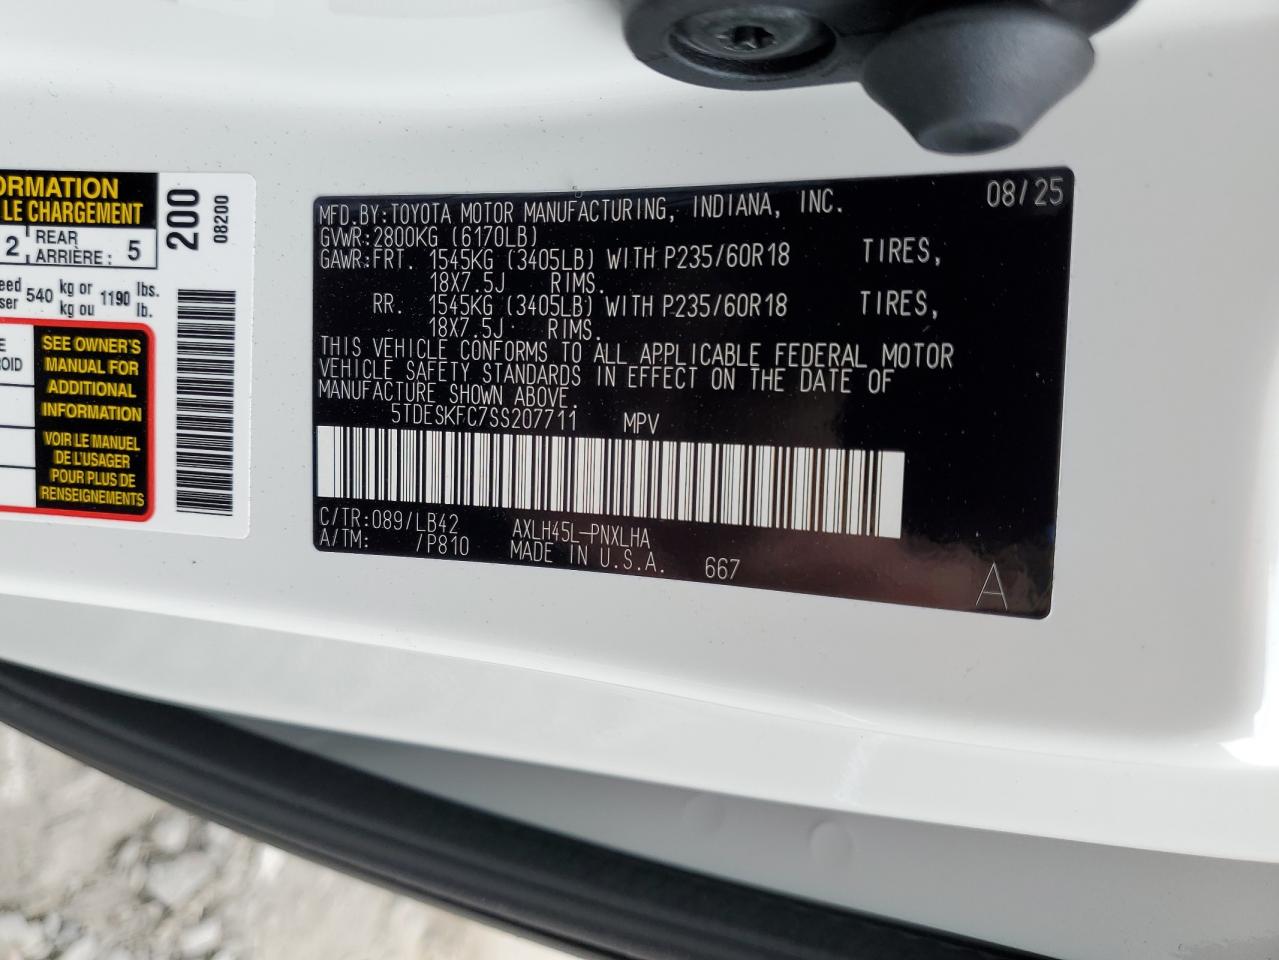 ORMATION
LE CHARGEMENT
2 REAR
ARRIÈRE : 5
eed 540 kg or 1190 lbs.
ser kg ou lb.
E
OID
SEE OWNER'S
MANUAL FOR
ADDITIONAL
INFORMATION
VOIR LE MANUEL
DE L'USAGER
POUR PLUS DE
RENSEIGNEMENTS
200
08200
08/25
MFD.BY:TOYOTA MOTOR MANUFACTURING, INDIANA, INC.
GVWR:2800KG (6170LB)
GAWR:FRT. 1545KG (3405LB) WITH P235/60R18 TIRES,
18X7.5J RIMS.
RR. 1545KG (3405LB) WITH P235/60R18 TIRES,
18X7.5J RIMS.
THIS VEHICLE CONFORMS TO ALL APPLICABLE FEDERAL MOTOR
VEHICLE SAFETY STANDARDS IN EFFECT ON THE DATE OF
MANUFACTURE SHOWN ABOVE.
5TDESKFC7SS207711 MPV
C/TR:089/LB42 AXLH45L-PNXLHA
A/TM: /P810 MADE IN U.S.A. 667
A